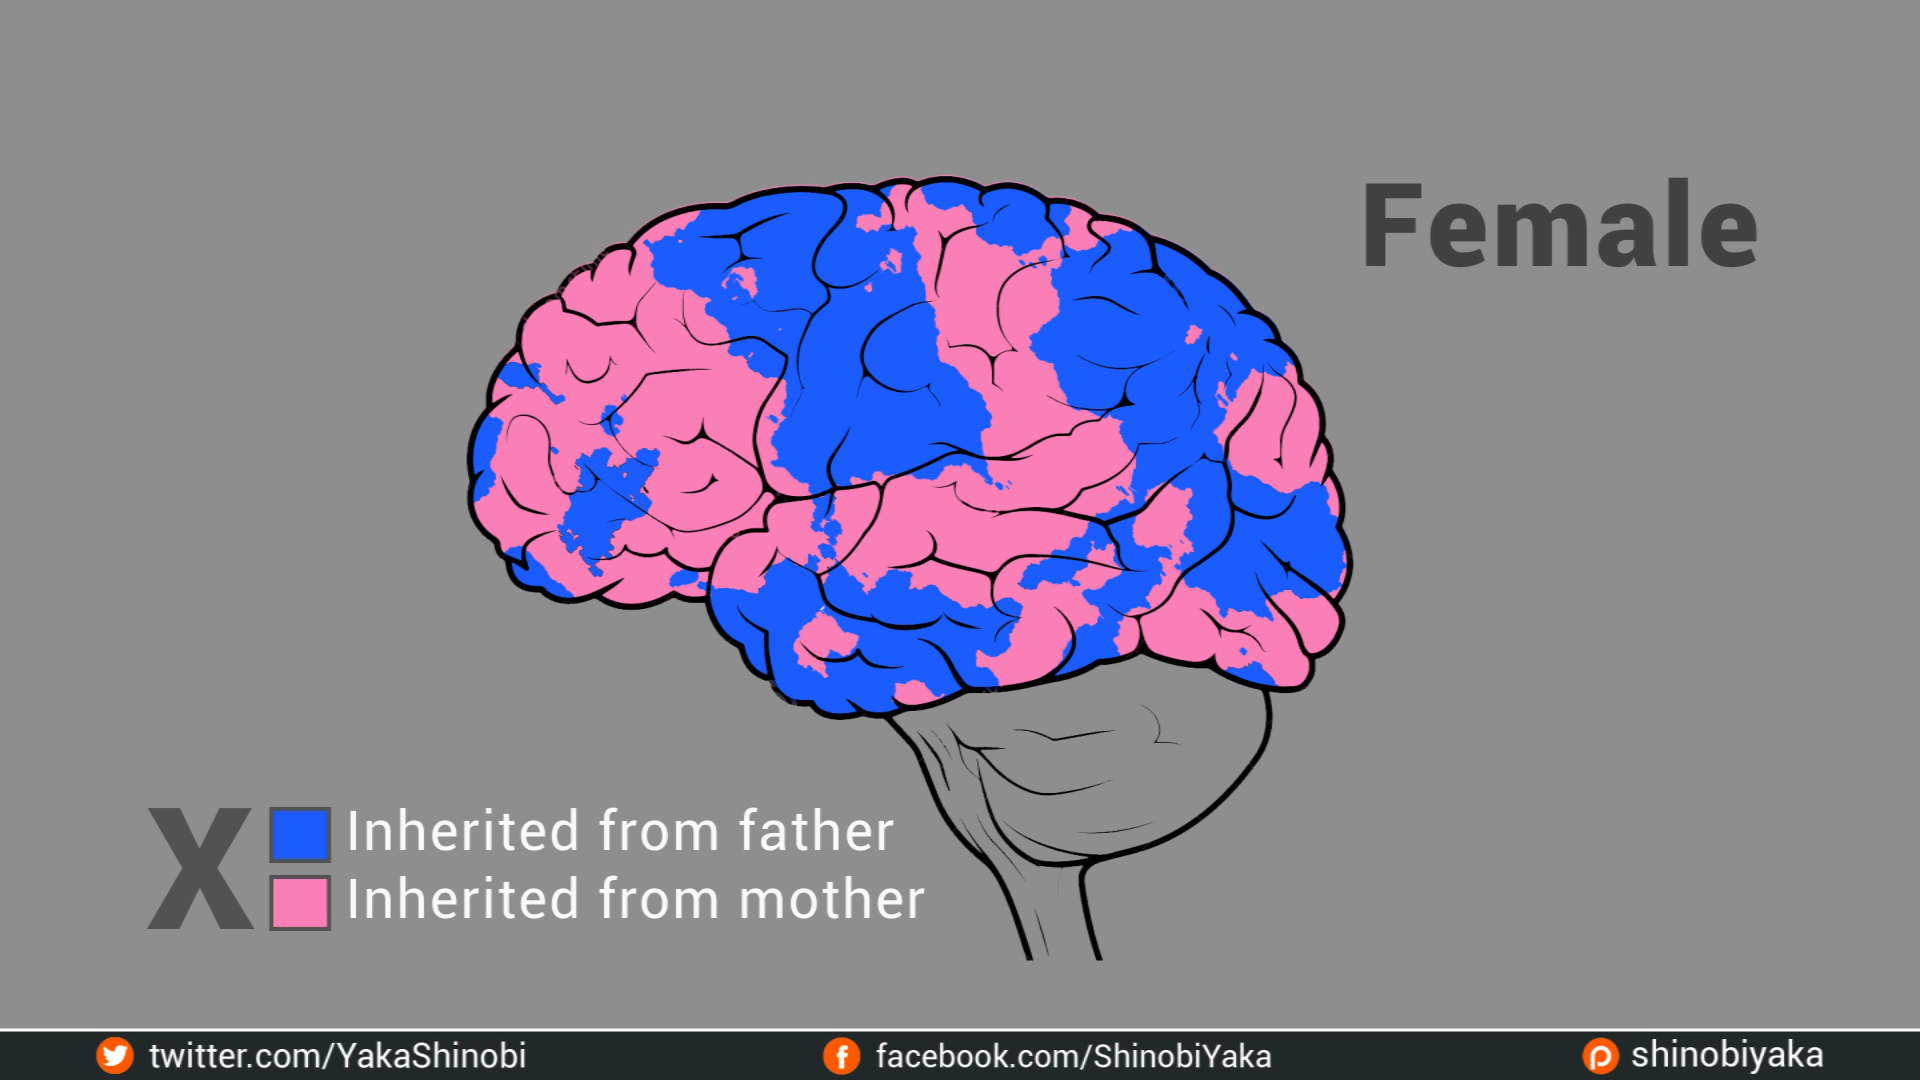 Female
X
Inherited from father
Inherited from mother
twitter.com/YakaShinobi
facebook.com/ShinobiYaka
shinobiyaka